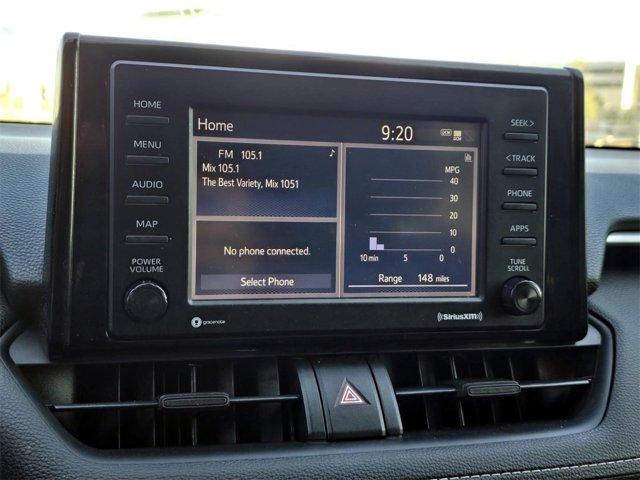 HOME
MENU
AUDIO
MAP
POWER
VOLUME
Home
9:20
FM 105.1
Mix 105.1
The Best Variety, Mix 1051
No phone connected.
Select Phone
MPG
40
30
20
10
0
10 min 5 0
Range 148 miles
SEEK >
< TRACK
PHONE
APPS
TUNE
SCROLL
gracenote
SiriusXM